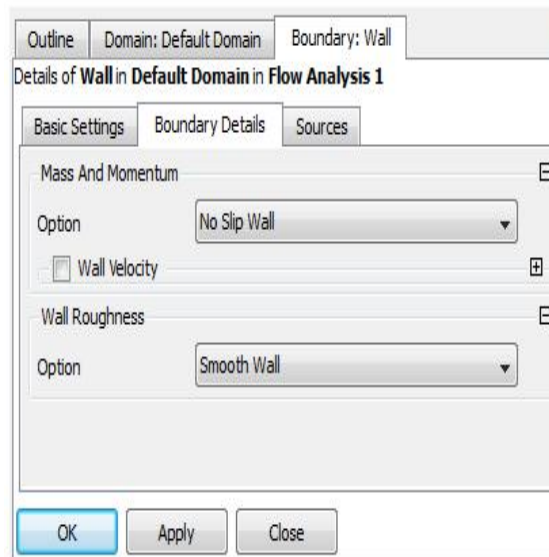 Outline Domain: Default Domain Boundary: Wall
Details of Wall in Default Domain in Flow Analysis 1
Basic Settings Boundary Details Sources
Mass And Momentum
Option No Slip Wall
Wall Velocity
Wall Roughness
Option Smooth Wall
OK Apply Close